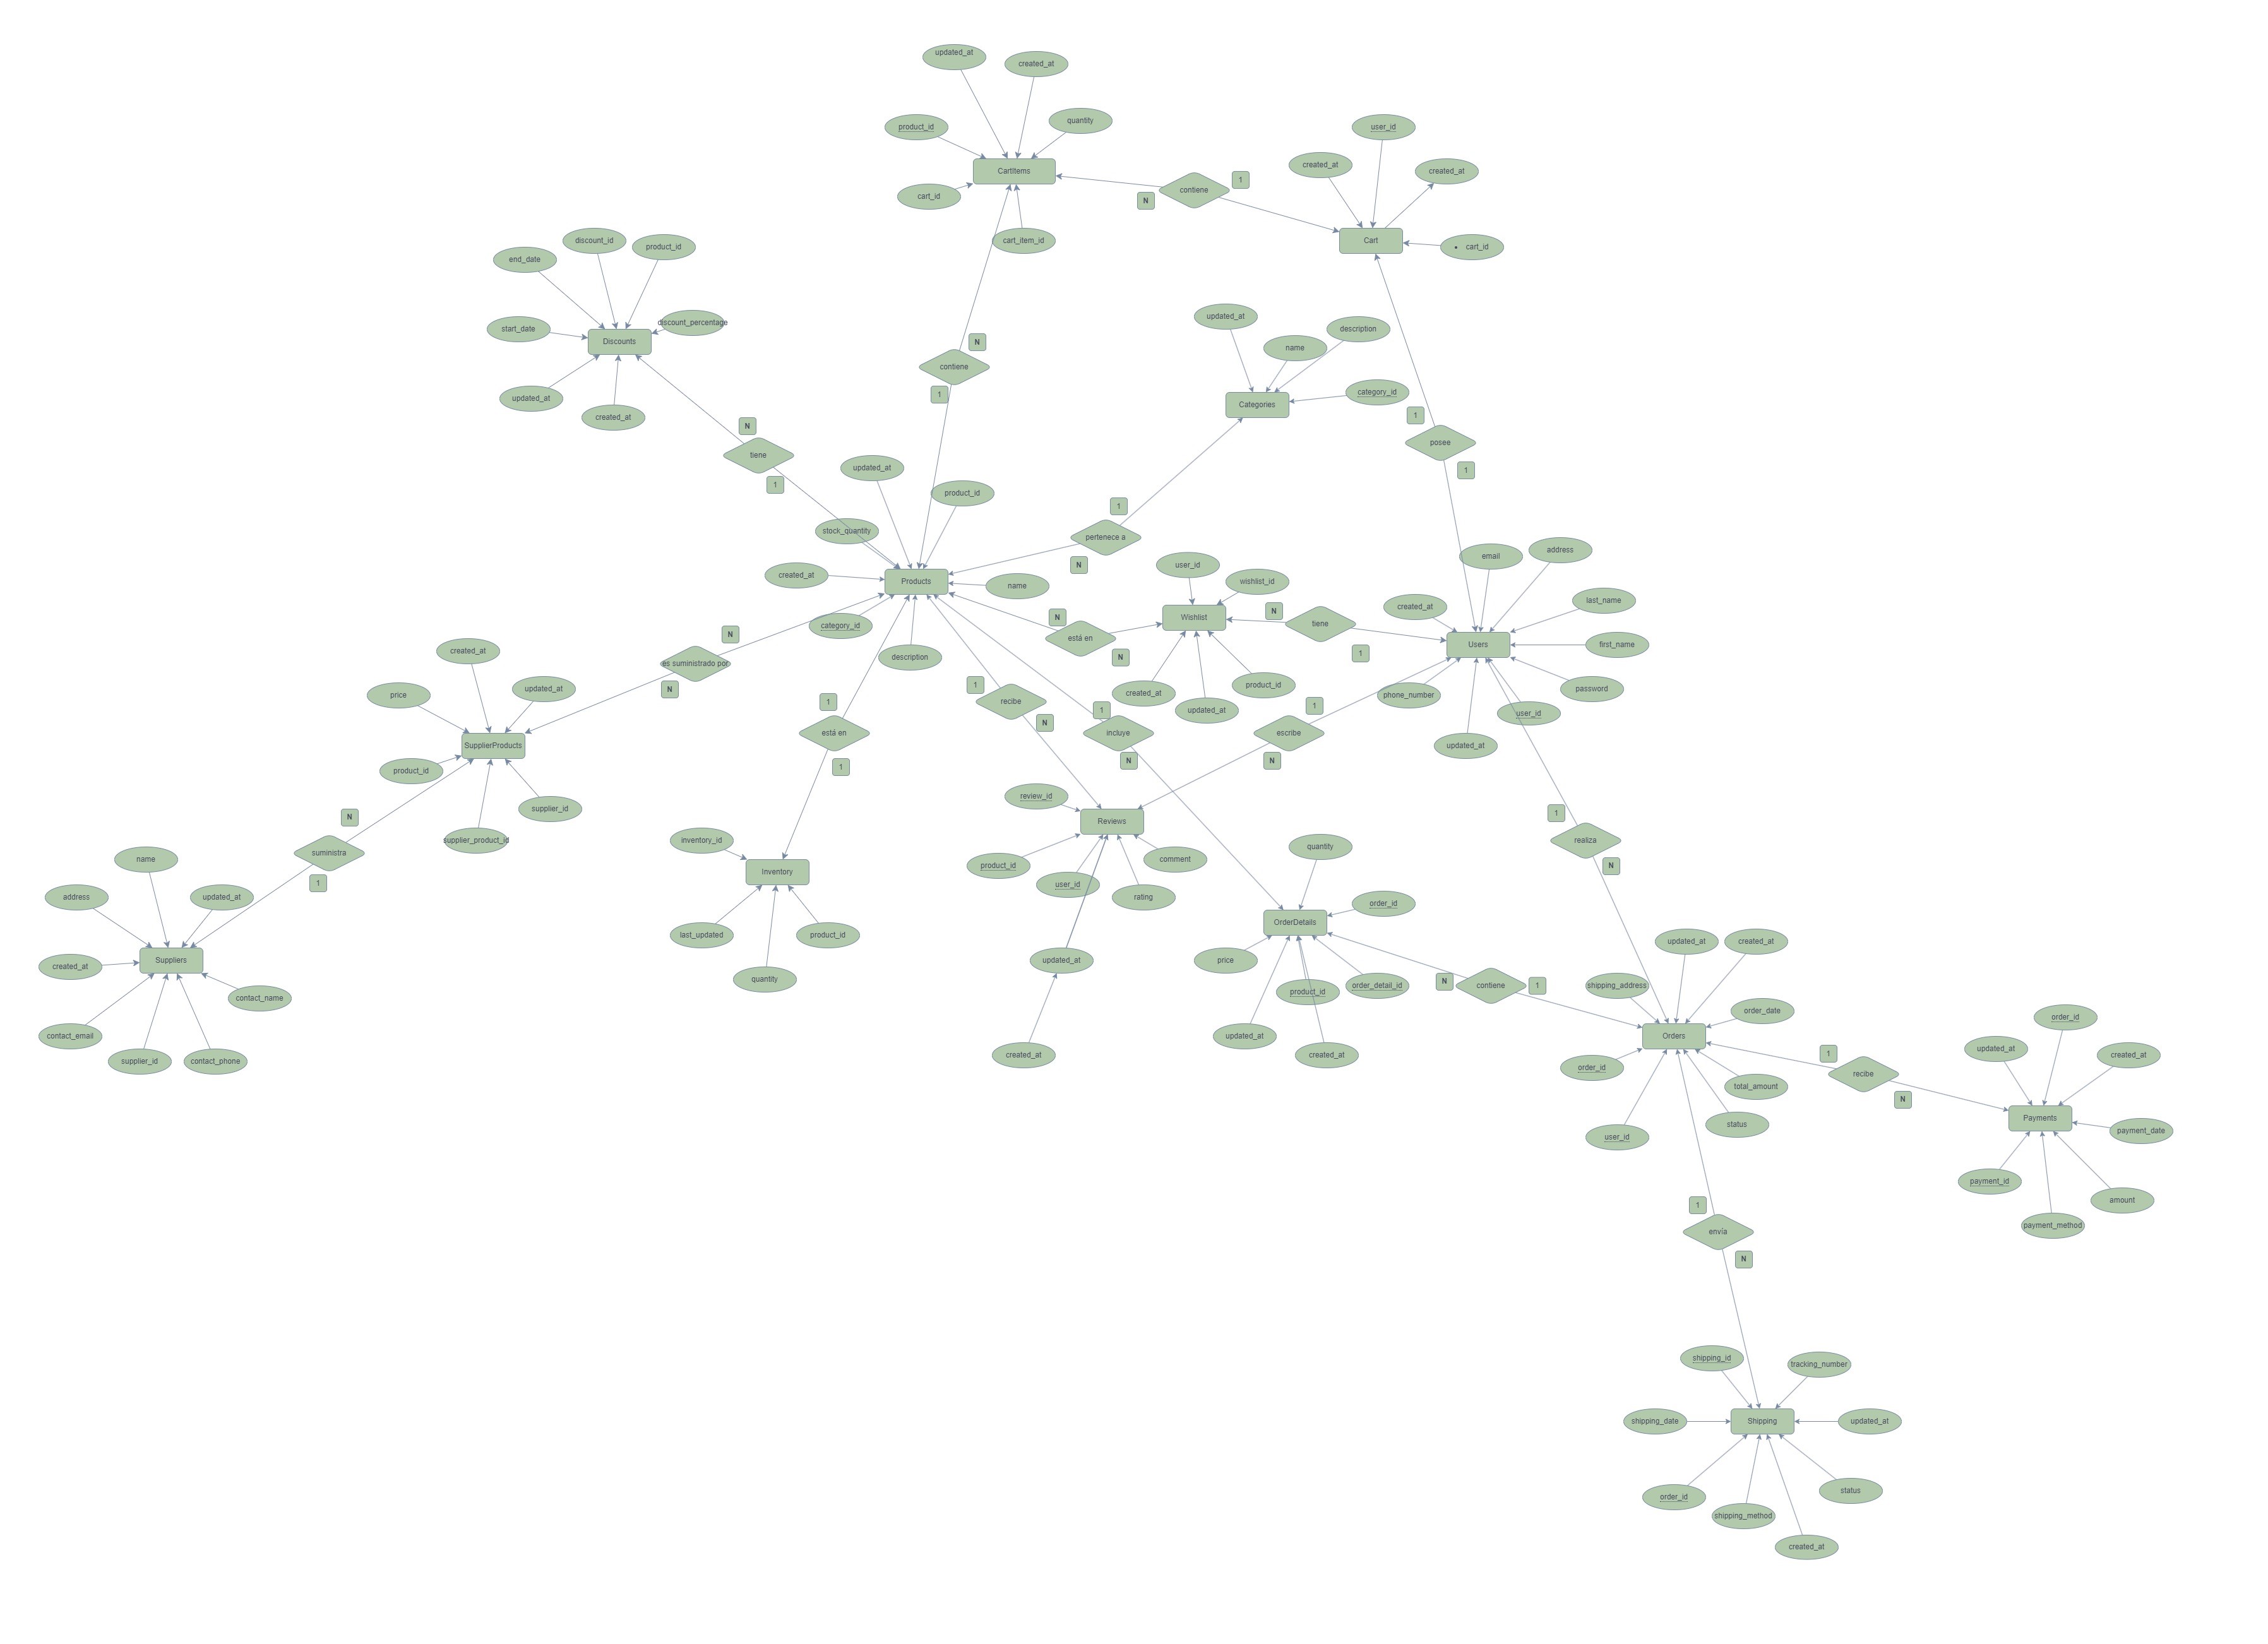 updated_at
created_at
product_id
quantity
CartItems
cart_id
cart_item_id
contiene
N
1
user_id
created_at
created_at
Cart
• cart_id
end_date
discount_id
product_id
start_date
discount_percentage
Discounts
updated_at
created_at
contiene
N
1
updated_at
name
description
category_id
Categories
posee
1
1
tiene
N
1
updated_at
product_id
stock_quantity
created_at
Products
name
category_id
description
pertenece a
1
N
user_id
wishlist_id
Wishlist
created_at
updated_at
product_id
está en
N
N
tiene
N
1
email
address
created_at
last_name
Users
first_name
phone_number
password
user_id
updated_at
es suministrado por
N
N
created_at
price
updated_at
SupplierProducts
product_id
supplier_id
supplier_product_id
está en
1
1
recibe
1
N
incluye
1
N
escribe
1
N
suministra
N
1
name
address
updated_at
Suppliers
created_at
contact_name
contact_email
supplier_id
contact_phone
inventory_id
Inventory
last_updated
product_id
quantity
review_id
Reviews
product_id
comment
user_id
rating
updated_at
created_at
realiza
1
N
quantity
order_id
OrderDetails
price
product_id
order_detail_id
updated_at
created_at
contiene
N
1
updated_at
created_at
shipping_address
order_date
Orders
order_id
total_amount
user_id
status
recibe
1
N
order_id
updated_at
created_at
Payments
payment_date
payment_id
amount
payment_method
envía
1
N
shipping_id
tracking_number
shipping_date
Shipping
updated_at
order_id
status
shipping_method
created_at